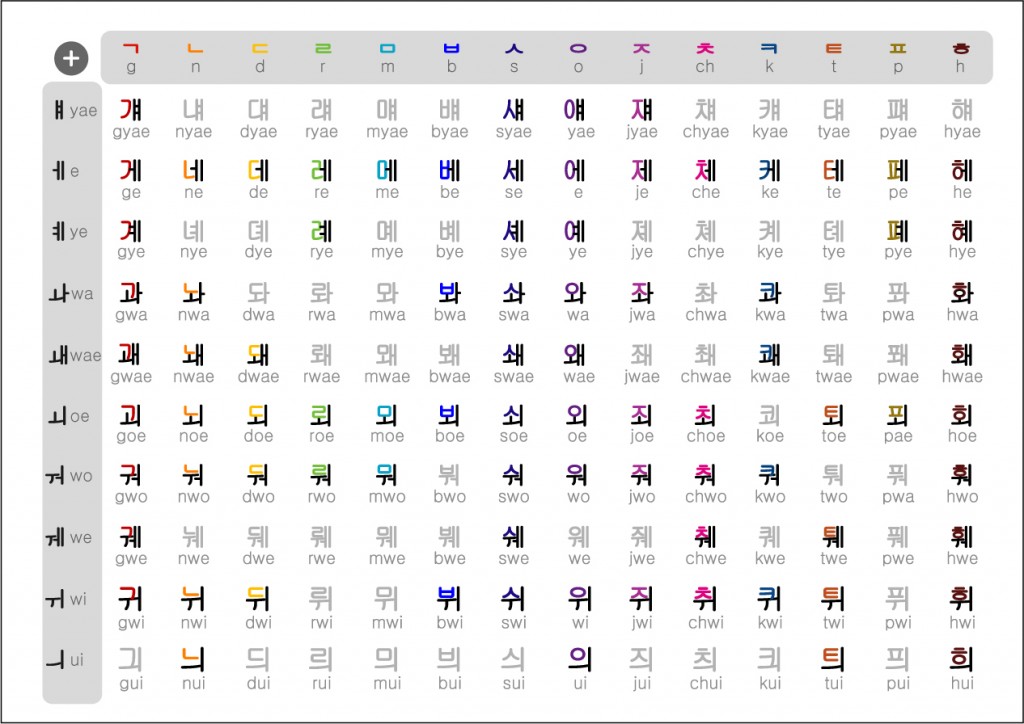 + ㄱ ㄴ ㄷ ㄹ ㅁ ㅂ ㅅ ㅇ ㅈ ㅊ ㅋ ㅌ ㅍ ㅎ
g n d r m b s o j ch k t p h
ㅒ yae 걔 냬 댸 럐 먜 뱨 섀 얘 쟤 챼 컈 턔 퍠 햬
gyae nyae dyae ryae myae byae syae yae jyae chyae kyae tyae pyae hyae
ㅔ e 게 네 데 레 메 베 세 에 제 체 케 테 페 헤
ge ne de re me be se e je che ke te pe he
ㅖ ye 계 녜 뎨 례 몌 볘 셰 예 졔 쳬 켸 톄 폐 혜
gye nye dye rye mye bye sye ye jye chye kye tye pye hye
ㅘ wa 과 놔 돠 롸 뫄 봐 솨 와 좌 촤 콰 톼 퐈 화
gwa nwa dwa rwa mwa bwa swa wa jwa chwa kwa twa pwa hwa
ㅙ wae 괘 놰 돼 뢔 뫠 봬 쇄 왜 좨 쵀 쾌 퇘 퐤 홰
gwae nwae dwae rwae mwae bwae swae wae jwae chwae kwae twae pwae hwae
ㅚ oe 괴 뇌 되 뢰 뫼 뵈 쇠 외 죄 최 쾨 퇴 푀 회
goe noe doe roe moe boe soe oe joe choe koe toe pae hoe
ㅝ wo 궈 눠 둬 뤄 뭐 붜 숴 워 줘 춰 쿼 퉈 풔 훠
gwo nwo dwo rwo mwo bwo swo wo jwo chwo kwo two pwa hwo
ㅞ we 궤 눼 뒈 뤠 뭬 붸 쉐 웨 줴 췌 퀘 퉤 풰 훼
gwe nwe dwe rwe mwe bwe swe we jwe chwe kwe twe pwe hwe
ㅟ wi 귀 뉘 뒤 뤼 뮈 뷔 쉬 위 쥐 취 퀴 튀 퓌 휘
gwi nwi dwi rwi mwi bwi swi wi jwi chwi kwi twi pwi hwi
ㅢ ui 긔 늬 듸 릐 믜 븨 싀 의 즤 츼 킈 틔 픠 희
gui nui dui rui mui bui sui ui jui chui kui tui pui hui